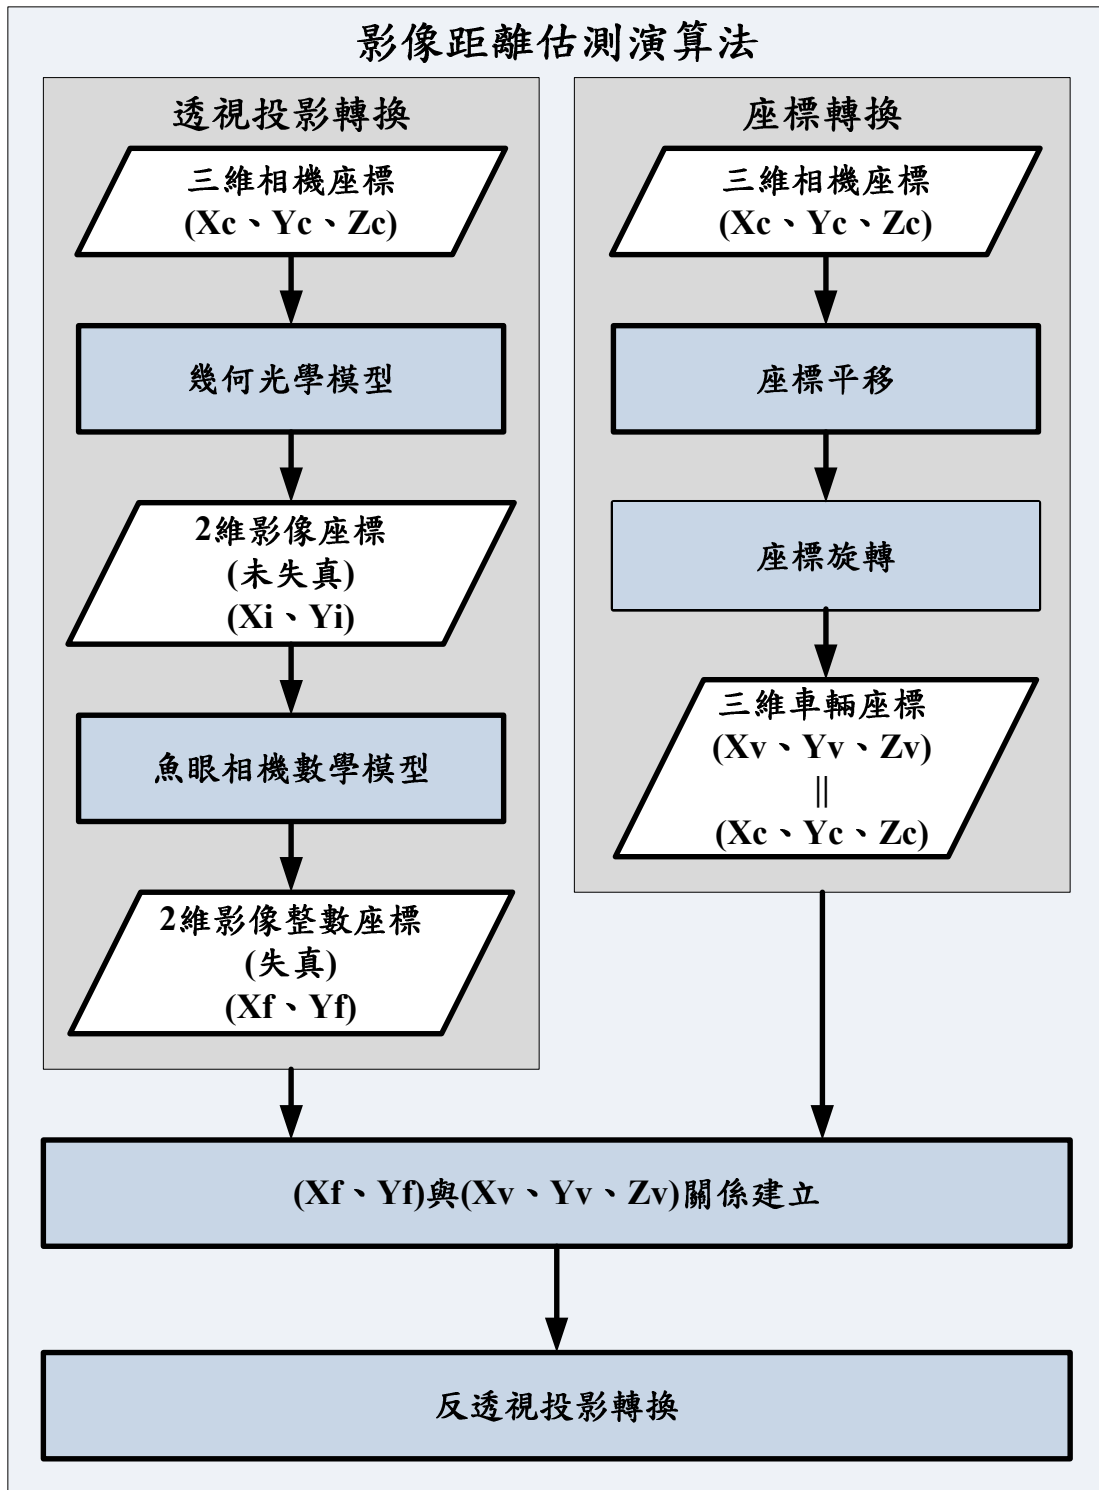 影像距離估測演算法
透視投影轉換
三維相機座標
(Xc、Yc、Zc)
幾何光學模型
2維影像座標
(未失真)
(Xi、Yi)
魚眼相機數學模型
2維影像整數座標
(失真)
(Xf、Yf)
座標轉換
三維相機座標
(Xc、Yc、Zc)
座標平移
座標旋轉
三維車輛座標
(Xv、Yv、Zv)
||
(Xc、Yc、Zc)
(Xf、Yf)與(Xv、Yv、Zv)關係建立
反透視投影轉換